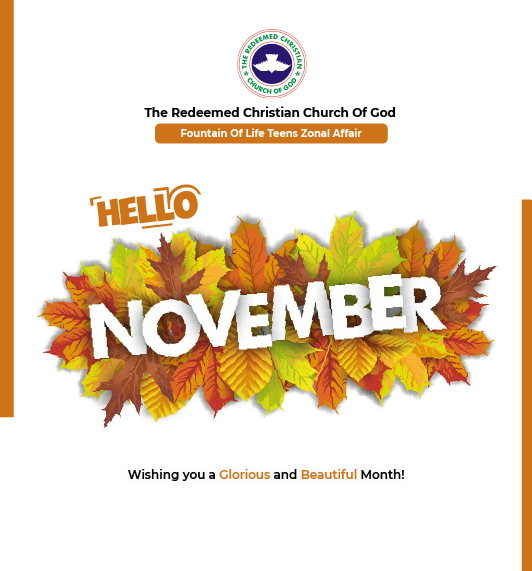 THE REDEEMED CHRISTIAN
CHURCH OF GOD
The Redeemed Christian Church Of God
Fountain Of Life Teens Zonal Affair
HELLO
NOVEMBER
Wishing you a Glorious and Beautiful Month!